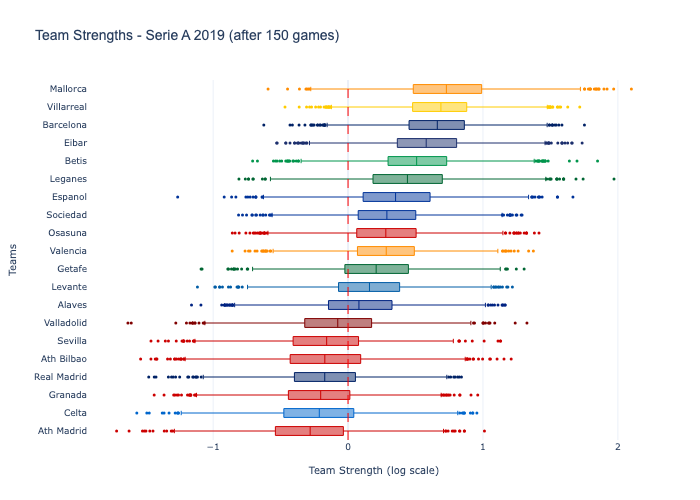 Team Strengths - Serie A 2019 (after 150 games)
Mallorca
Villarreal
Barcelona
Eibar
Betis
Leganes
Espanol
Sociedad
Osasuna
Valencia
Getafe
Levante
Alaves
Valladolid
Sevilla
Ath Bilbao
Real Madrid
Granada
Celta
Ath Madrid
Teams
−1 0 1 2
Team Strength (log scale)